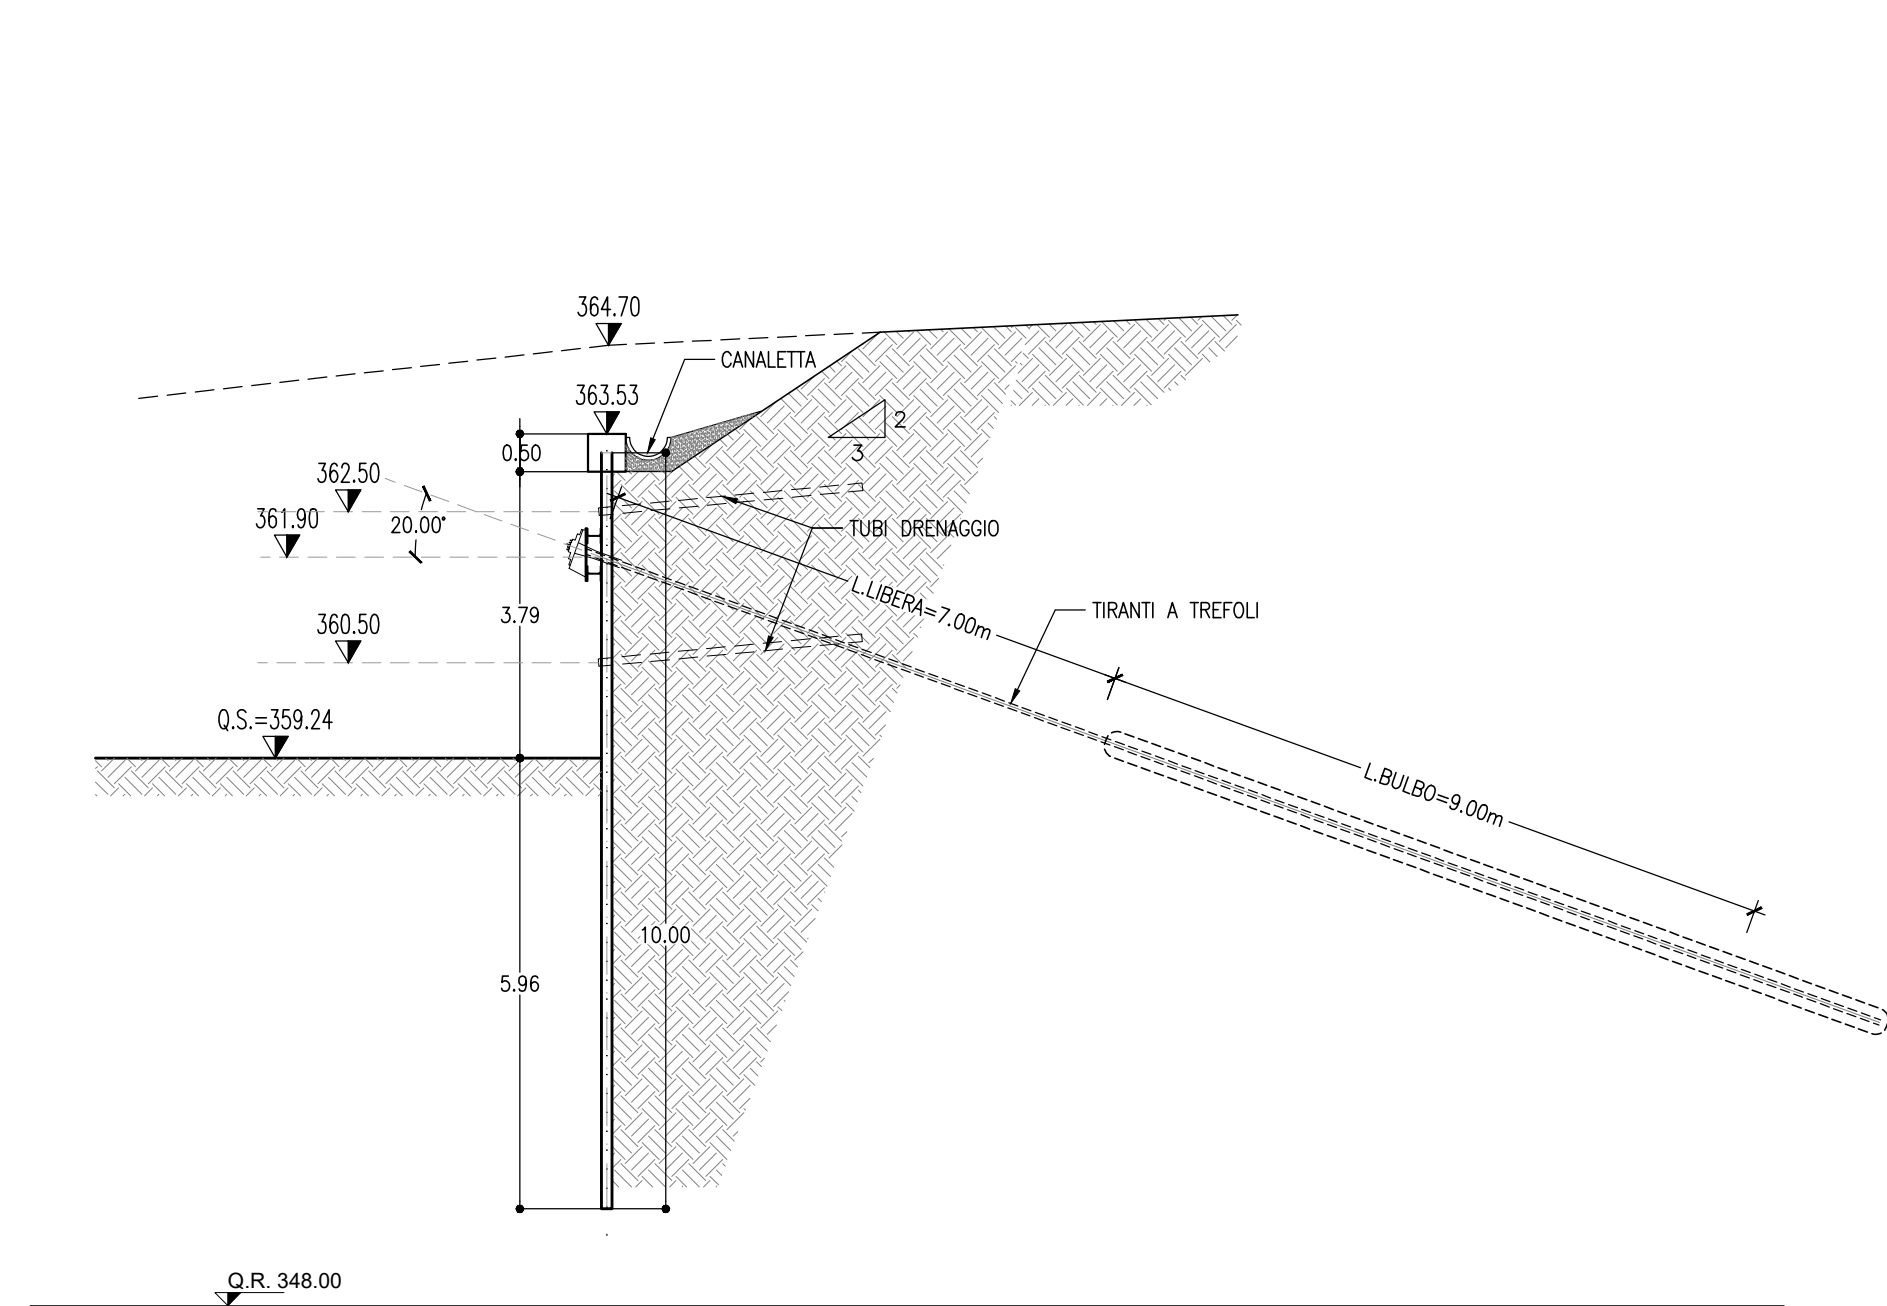 364.70
CANALETTA
363.53
2
3
0.50
362.50
361.90
20.00°
TUBI DRENAGGIO
L.LIBERA=7.00m
TIRANTI A TREFOLI
3.79
360.50
Q.S.=359.24
L.BULBO=9.00m
10.00
5.96
Q.R. 348.00